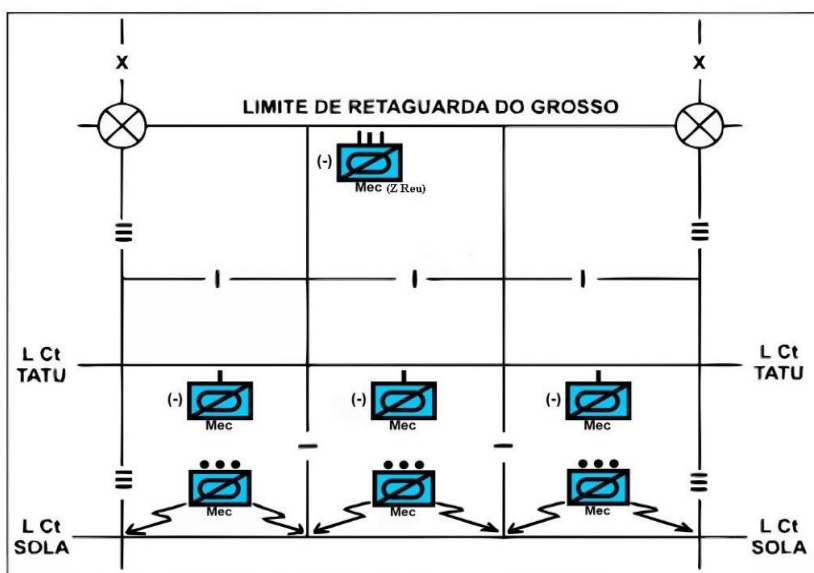 X
X
LIMITE DE RETAGUARDA DO GROSSO
(-)
Mec (Z Reu)
L Ct
TATU
L Ct
TATU
(-)
(-)
(-)
Mec
Mec
Mec
Mec
Mec
Mec
L Ct
SOLA
L Ct
SOLA